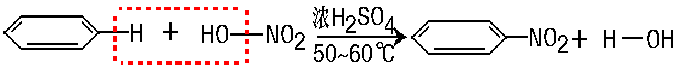 H + HO NO₂ 浓H₂SO₄ 50~60℃ NO₂ + H OH